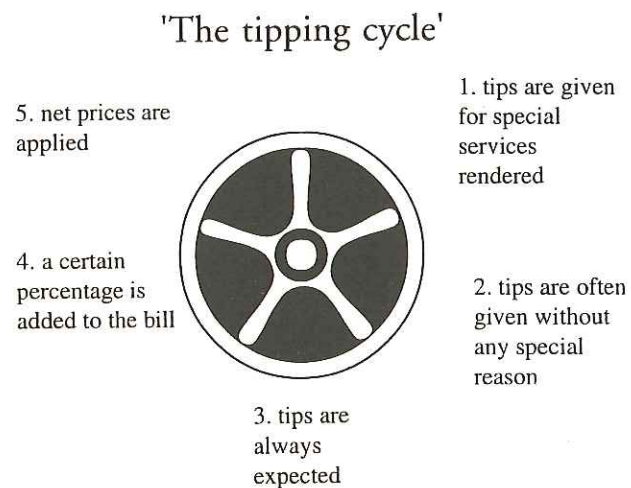 'The tipping cycle'
1. tips are given
for special
services
rendered
2. tips are often
given without
any special
reason
3. tips are
always
expected
4. a certain
percentage is
added to the bill
5. net prices are
applied